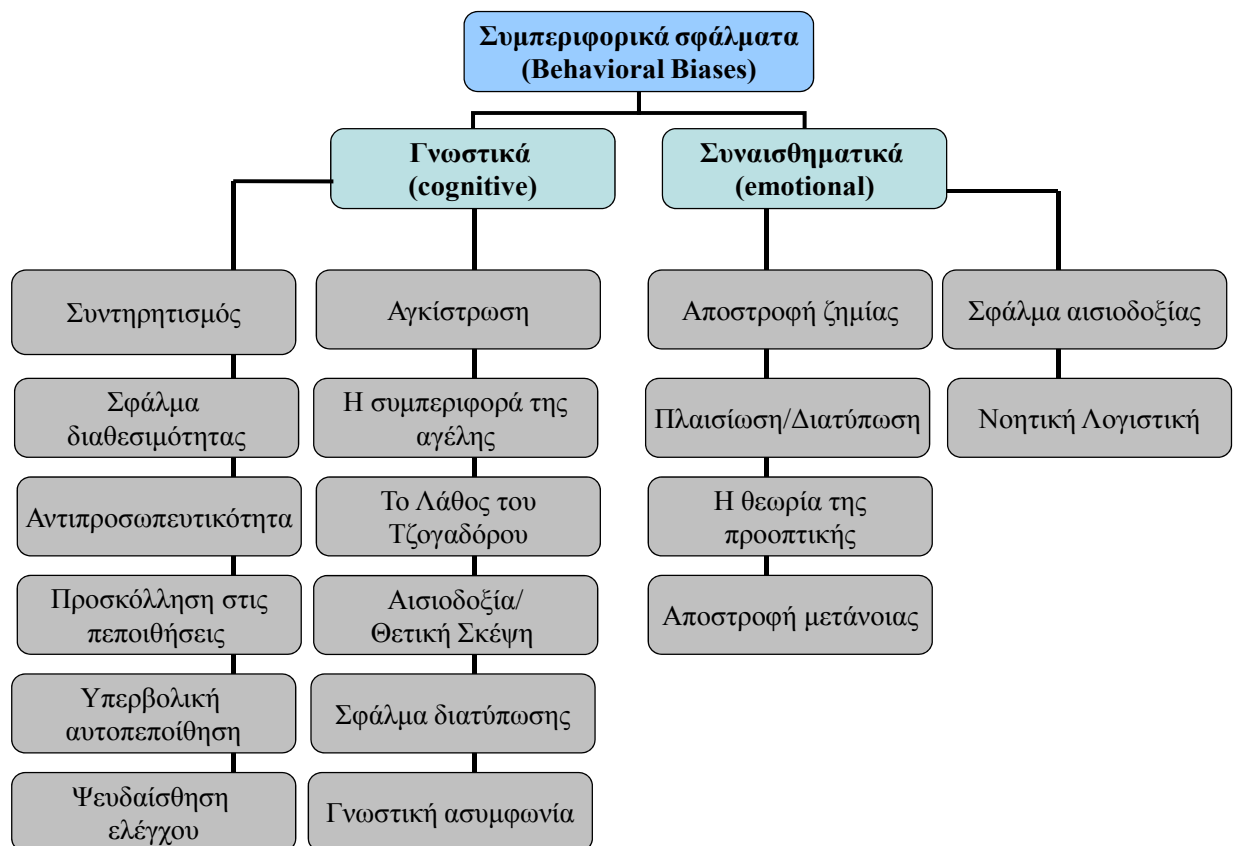 Συμπεριφορικά σφάλματα
(Behavioral Biases)
Γνωστικά
(cognitive)
Συναισθηματικά
(emotional)
Συντηρητισμός
Αγκίστρωση
Αποστροφή ζημίας
Σφάλμα αισιοδοξίας
Σφάλμα
διαθεσιμότητας
Η συμπεριφορά της
αγέλης
Πλαισίωση/Διατύπωση
Νοητική Λογιστική
Αντιπροσωπευτικότητα
Το Λάθος του
Τζογαδόρου
Η θεωρία της
προοπτικής
Προσκόλληση στις
πεποιθήσεις
Αισιοδοξία/
Θετική Σκέψη
Αποστροφή μετάνοιας
Υπερβολική
αυτοπεποίθηση
Σφάλμα διατύπωσης
Ψευδαίσθηση
ελέγχου
Γνωστική ασυμφωνία